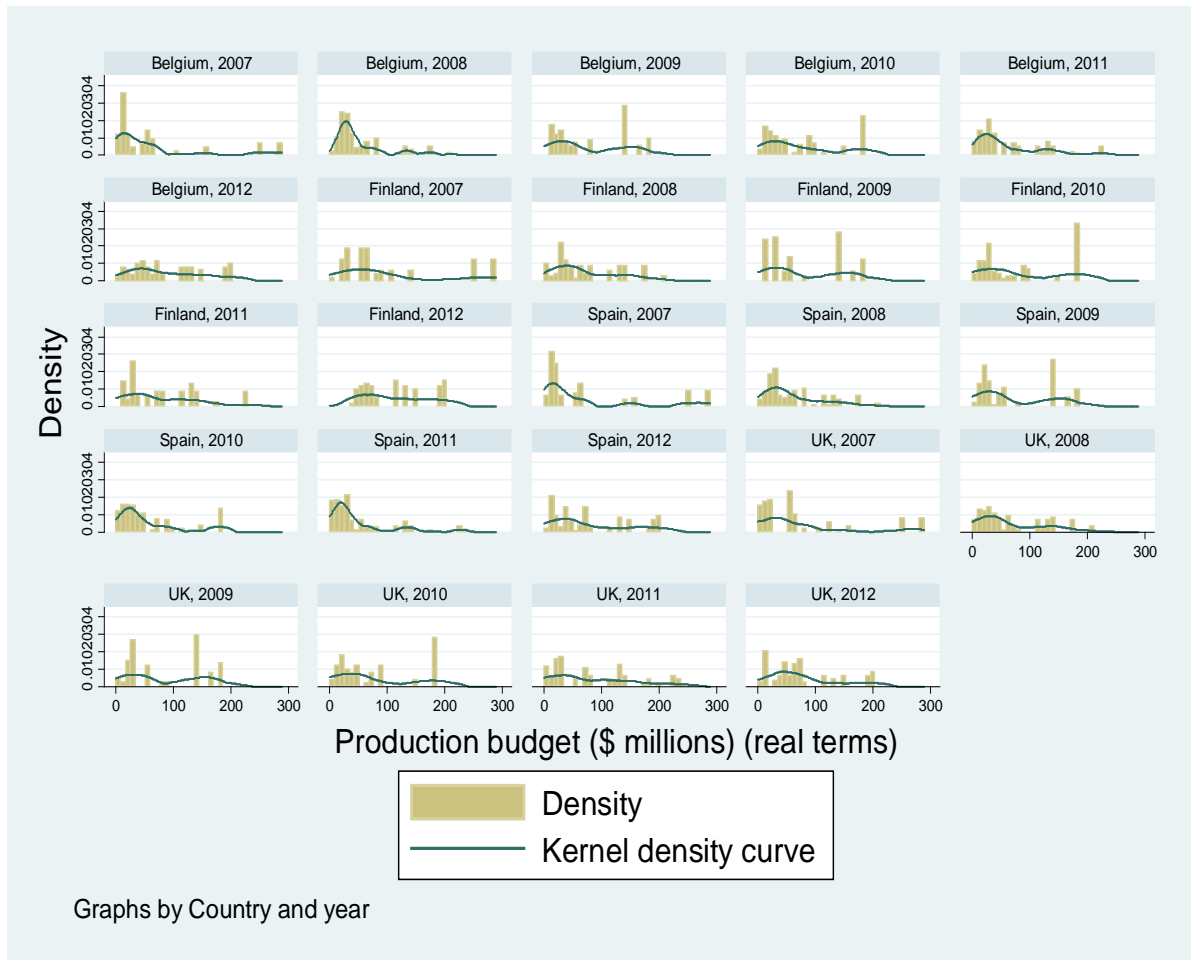 Belgium, 2007 Belgium, 2008 Belgium, 2009 Belgium, 2010 Belgium, 2011
0.01020304
Belgium, 2012 Finland, 2007 Finland, 2008 Finland, 2009 Finland, 2010
0.01020304
Finland, 2011 Finland, 2012 Spain, 2007 Spain, 2008 Spain, 2009
0.01020304
Spain, 2010 Spain, 2011 Spain, 2012 UK, 2007 UK, 2008
0.01020304
0 100 200 300
UK, 2009 UK, 2010 UK, 2011 UK, 2012
0.01020304
0 100 200 300 0 100 200 300 0 100 200 300 0 100 200 300
Density
Production budget ($ millions) (real terms)
Density
Kernel density curve
Graphs by Country and year